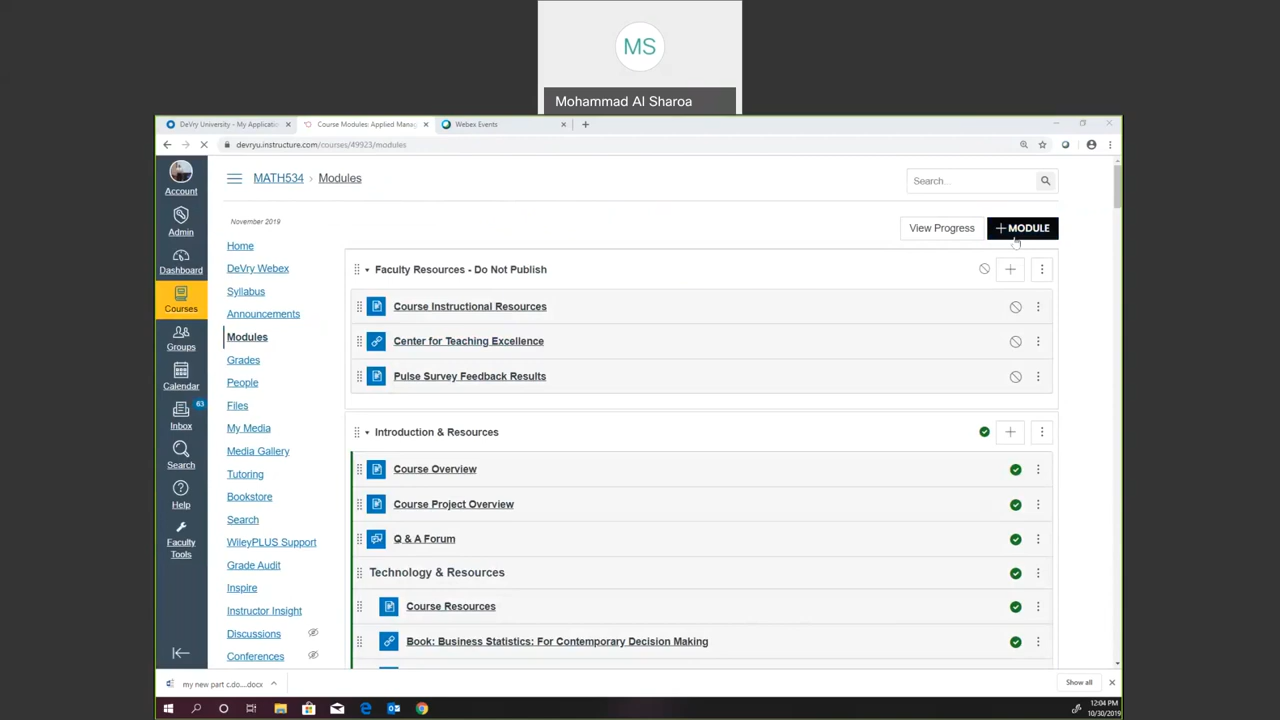 MS
Mohammad Al Sharoa
DeVry University - My Applicatio
Course Modules: Applied Manag
Webex Events
devryu.instructure.com/courses/49923/modules
Account
Admin
Dashboard
Courses
Groups
Calendar
63
Inbox
Search
Help
Faculty
Tools
MATH534 › Modules
Search...
November 2019
View Progress
MODULE
Home
DeVry Webex
Syllabus
Announcements
Modules
Grades
People
Files
My Media
Media Gallery
Tutoring
Bookstore
Search
WileyPLUS Support
Grade Audit
Inspire
Instructor Insight
Discussions
Conferences
Faculty Resources - Do Not Publish
Course Instructional Resources
Center for Teaching Excellence
Pulse Survey Feedback Results
Introduction & Resources
Course Overview
Course Project Overview
Q & A Forum
Technology & Resources
Course Resources
Book: Business Statistics: For Contemporary Decision Making
my new part c.do....docx
Show all
12:04 PM
10/30/2019